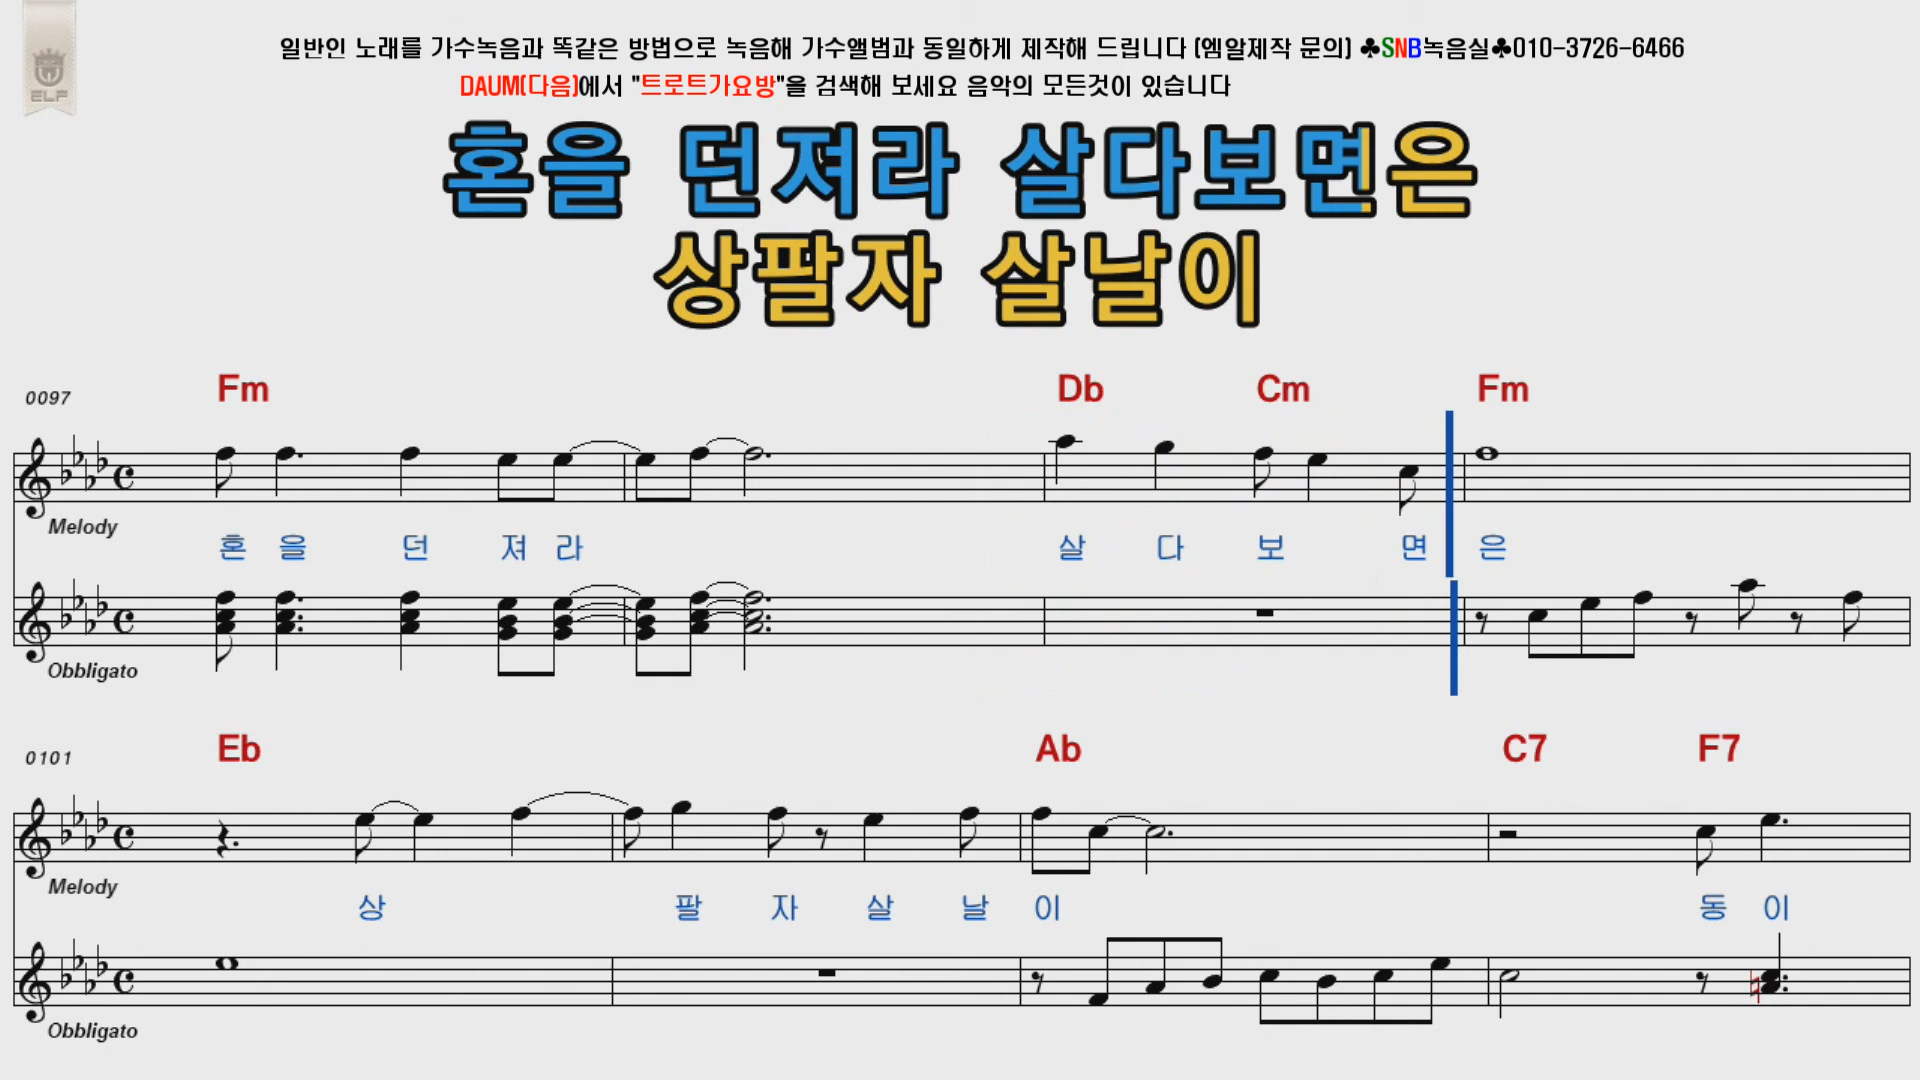 일반인 노래를 가수녹음과 똑같은 방법으로 녹음해 가수앨범과 동일하게 제작해 드립니다 (엠알제작 문의) ♣SNB녹음실♣010-3726-6466
DAUM(다음)에서 "트로트가요방"을 검색해 보세요 음악의 모든것이 있습니다
ELF
혼을 던져라 살다보면은
상팔자 살날이
0097 Fm Db Cm Fm
Melody
혼 을 던 져 라 살 다 보 면 은
Obbligato
0101 Eb Ab C7 F7
Melody
상 팔 자 살 날 이 동 이
Obbligato